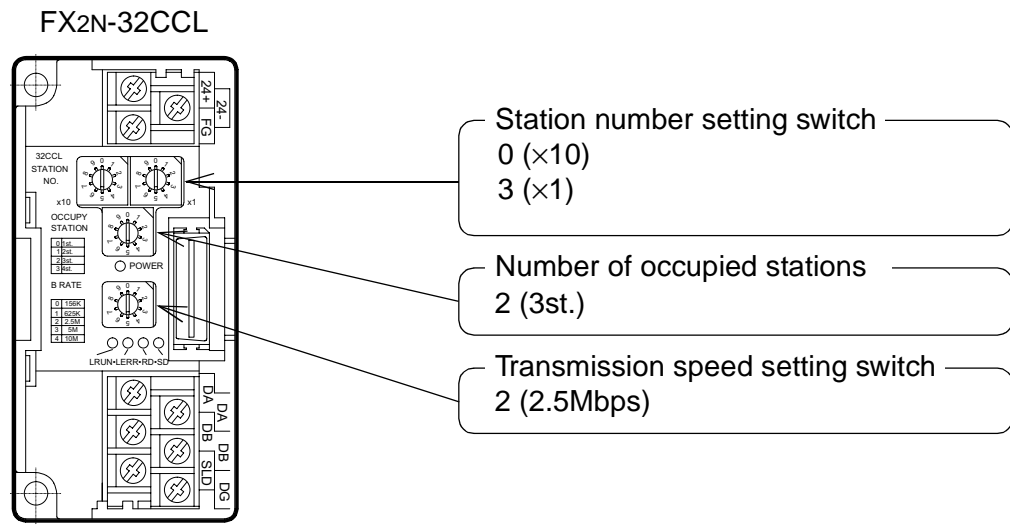 FX2N-32CCL
24+
24-
FG
32CCL
STATION
NO.
x10
x1
OCCUPY
STATION
0 1st.
1 2st.
2 3st.
3 4st.
POWER
B RATE
0 156K
1 625K
2 2.5M
3 5M
4 10M
LRUN•LERR•RD•SD
DA
DA
DB
DB
SLD
DG
Station number setting switch
0 (×10)
3 (×1)
Number of occupied stations
2 (3st.)
Transmission speed setting switch
2 (2.5Mbps)